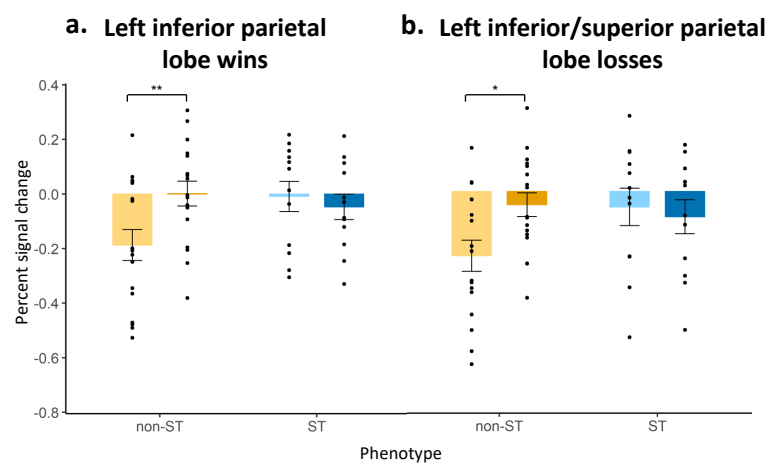 a. Left inferior parietal
lobe wins
b. Left inferior/superior parietal
lobe losses
Percent signal change
0.4
0.2
0.0
-0.2
-0.4
-0.6
-0.8
**
*
non-ST
ST
non-ST
ST
Phenotype